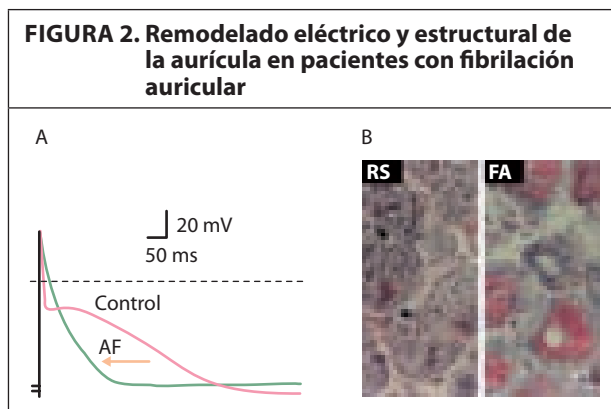 FIGURA 2. Remodelado eléctrico y estructural de
la aurícula en pacientes con fibrilación
auricular
A
B
RS
FA
20 mV
50 ms
Control
AF